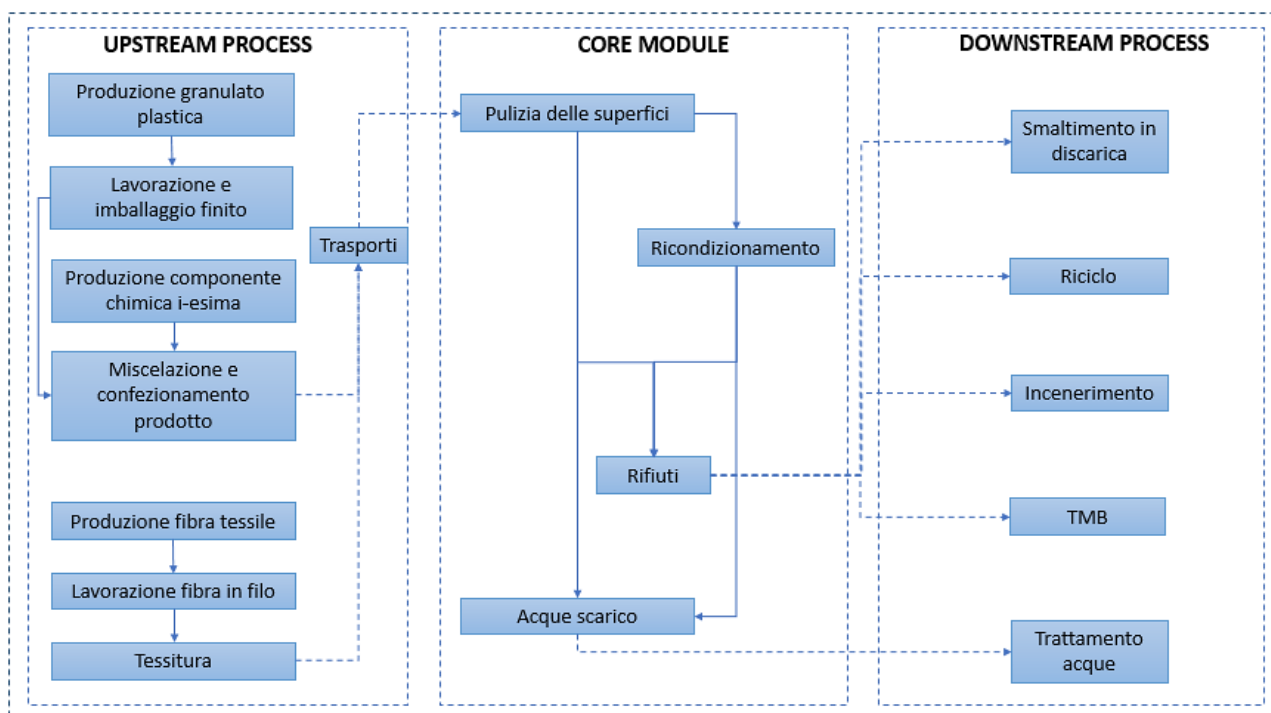 UPSTREAM PROCESS
Produzione granulato
plastica
Lavorazione e
imballaggio finito
Trasporti
Produzione componente
chimica i-esima
Miscelazione e
confezionamento
prodotto
Produzione fibra tessile
Lavorazione fibra in filo
Tessitura
CORE MODULE
Pulizia delle superfici
Ricondizionamento
Rifiuti
Acque scarico
DOWNSTREAM PROCESS
Smaltimento in
discarica
Riciclo
Incenerimento
TMB
Trattamento
acque